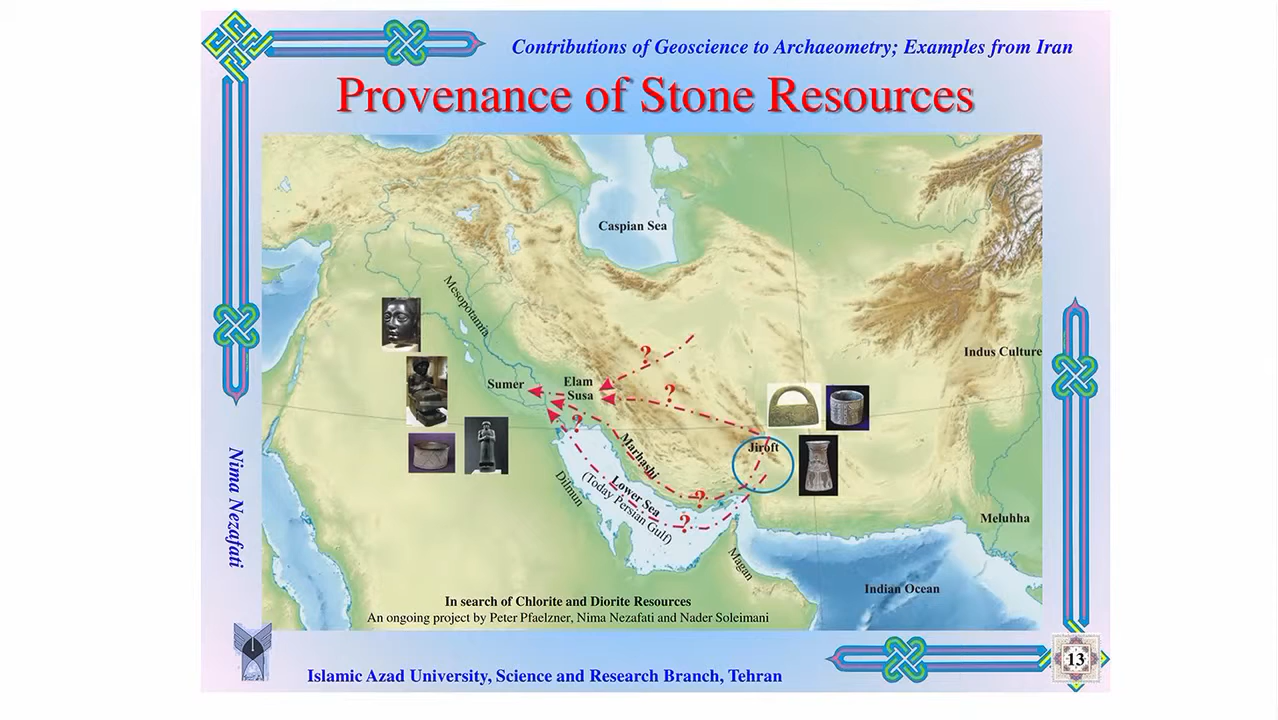 Contributions of Geoscience to Archaeometry; Examples from Iran
Provenance of Stone Resources
Caspian Sea
Mesopotamia
Indus Culture
?
Sumer
Elam
Susa
?
?
Jiroft
Marhashi
Dilmun
Lower Sea
(Today Persian Gulf)
?
?
Meluhha
Magan
Indian Ocean
In search of Chlorite and Diorite Resources
An ongoing project by Peter Pfaelzner, Nima Nezafati and Nader Soleimani
Nima Nezafati
Islamic Azad University, Science and Research Branch, Tehran
13